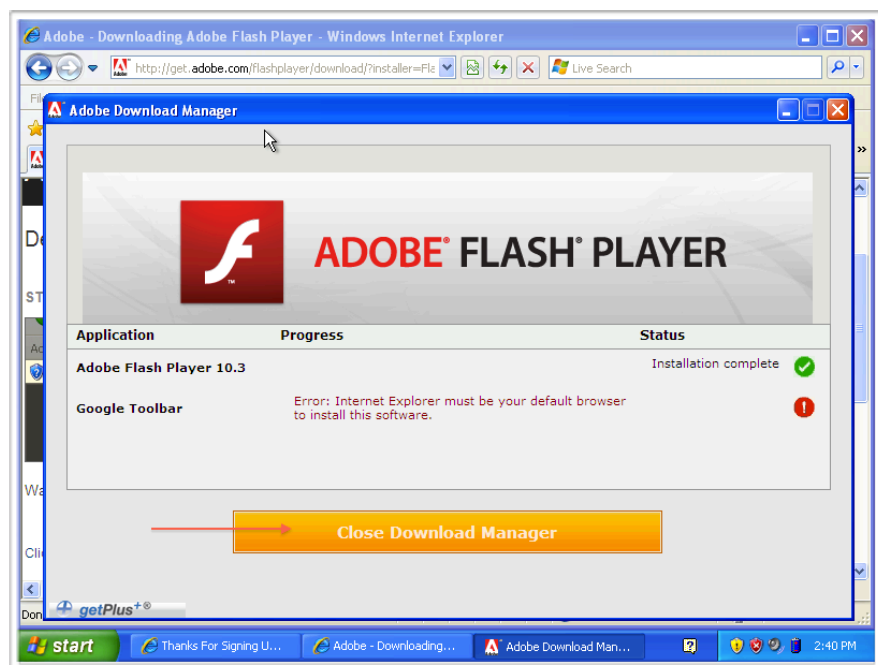 Adobe - Downloading Adobe Flash Player - Windows Internet Explorer
http://get.adobe.com/flashplayer/download/?installer=Fla
Live Search
Adobe Download Manager
ADOBE® FLASH® PLAYER
Application Progress Status
Adobe Flash Player 10.3 Installation complete
Google Toolbar Error: Internet Explorer must be your default browser
to install this software.
Close Download Manager
getPlus+®
start Thanks For Signing U... Adobe - Downloading... Adobe Download Man... 2:40 PM